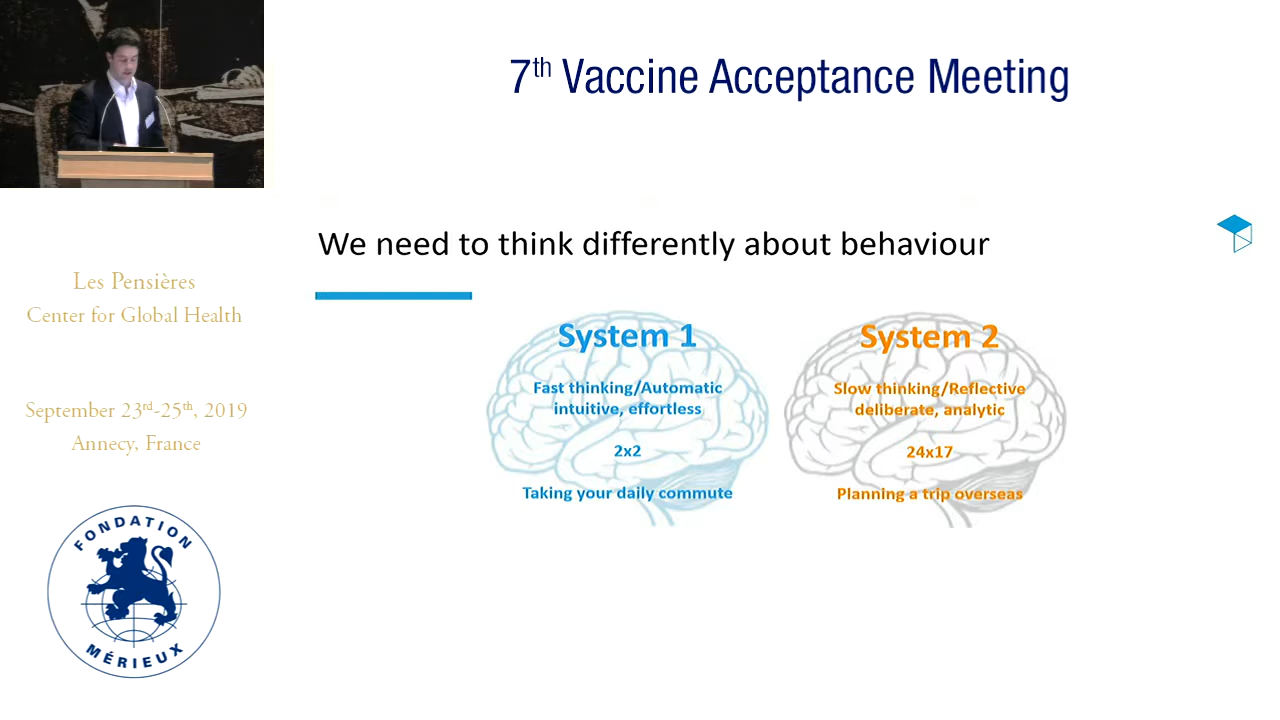 7th Vaccine Acceptance Meeting
We need to think differently about behaviour
Les Pensières
Center for Global Health
September 23rd-25th, 2019
Annecy, France
FONDATION
MÉRIEUX
System 1
Fast thinking/Automatic
intuitive, effortless
2x2
Taking your daily commute
System 2
Slow thinking/Reflective
deliberate, analytic
24x17
Planning a trip overseas